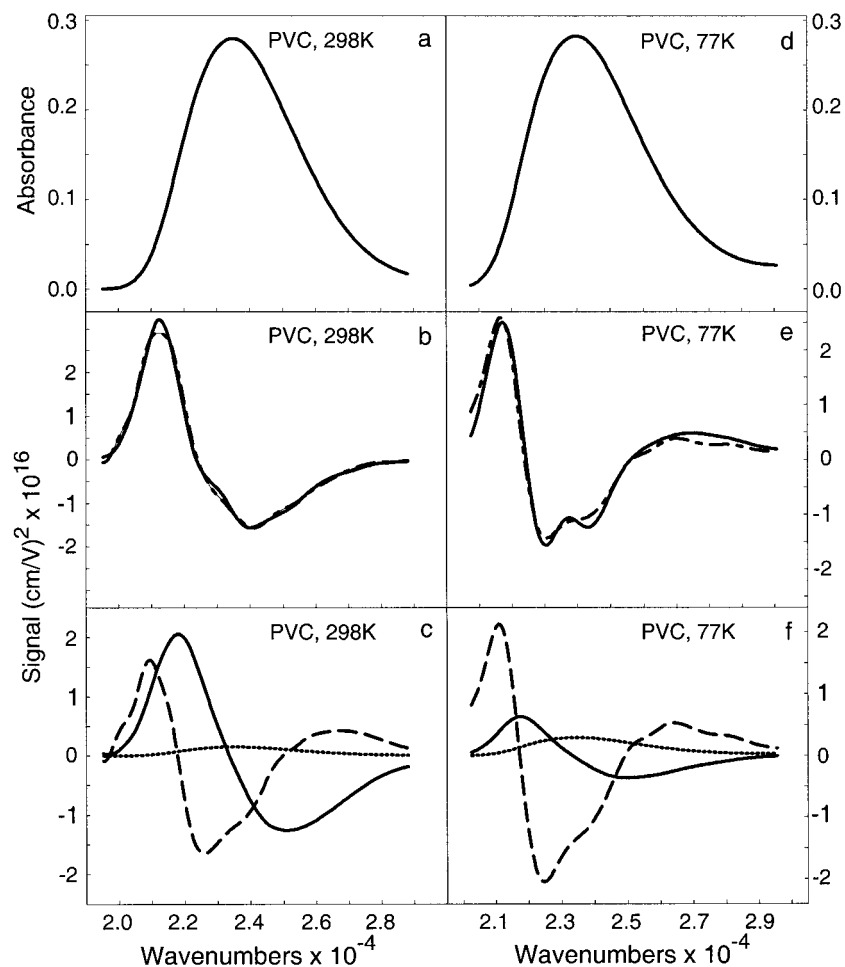 0.3
0.2
0.1
0.0
Absorbance
PVC, 298K
a
PVC, 77K
d
0.3
0.2
0.1
0.0
2
1
0
-1
-2
PVC, 298K
b
PVC, 77K
e
2
1
0
-1
-2
Signal (cm/V)² x 10¹⁶
2
1
0
-1
-2
PVC, 298K
c
PVC, 77K
f
2
1
0
-1
-2
2.0 2.2 2.4 2.6 2.8
2.1 2.3 2.5 2.7 2.9
Wavenumbers x 10⁻⁴
Wavenumbers x 10⁻⁴